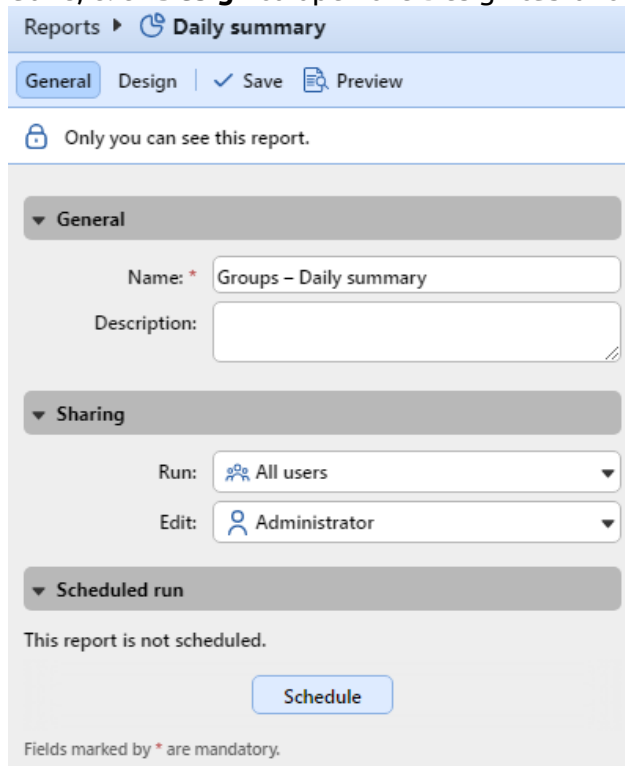 Reports Daily summary
General Design Save Preview
Only you can see this report.
General
Name: * Groups – Daily summary
Description:
Sharing
Run: All users
Edit: Administrator
Scheduled run
This report is not scheduled.
Schedule
Fields marked by * are mandatory.